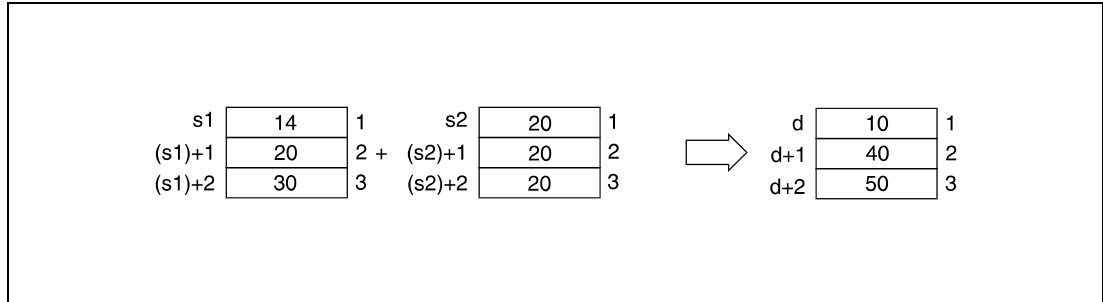 s1 14 1 s2 20 1 d 10 1
(s1)+1 20 2 + (s2)+1 20 2 d+1 40 2
(s1)+2 30 3 (s2)+2 20 3 d+2 50 3